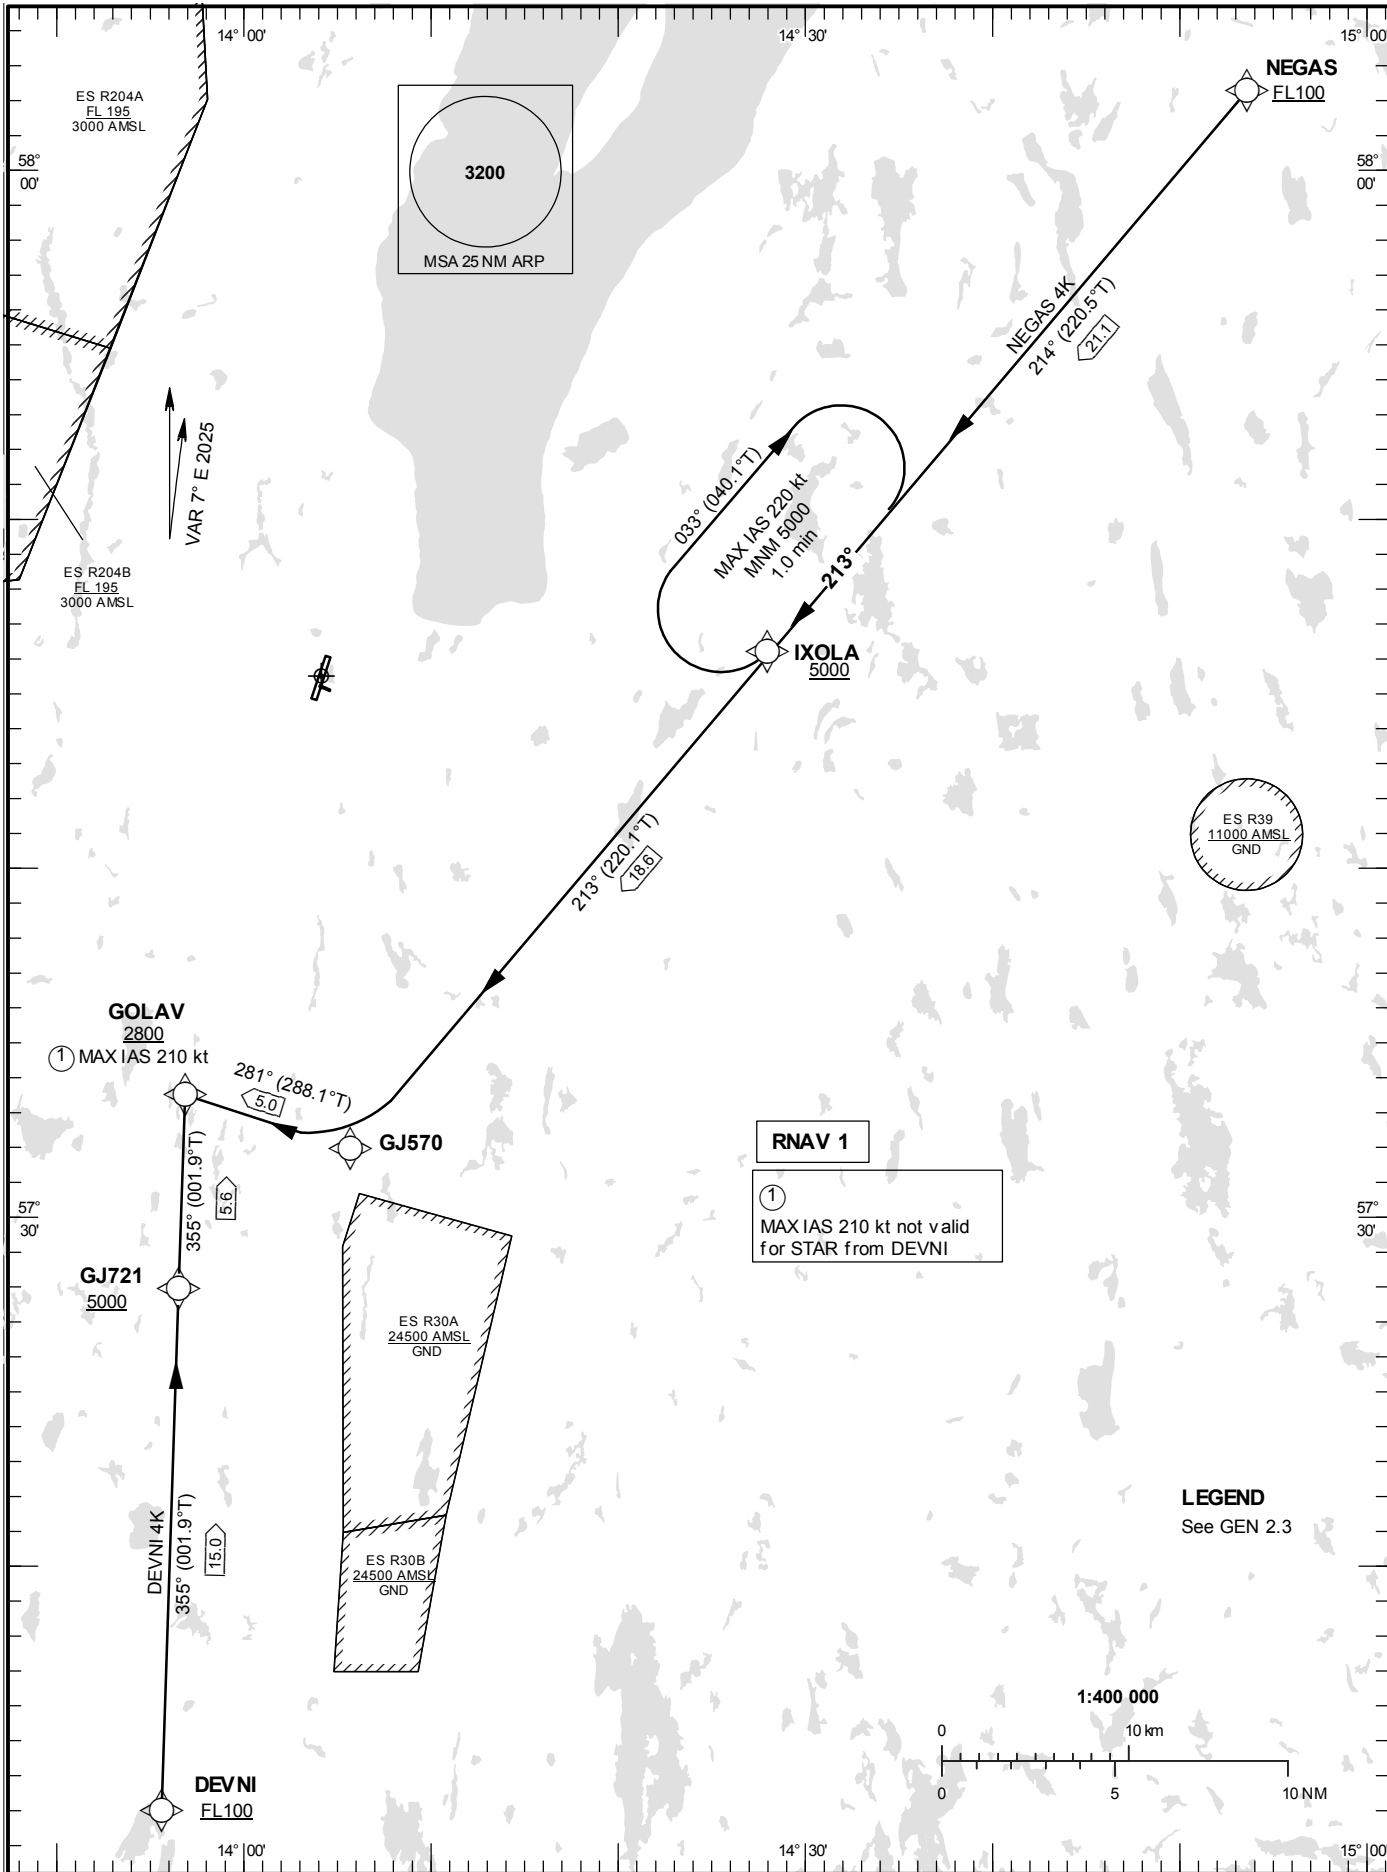 14° 00'
14° 30'
15° 00'
NEGAS
FL100
ES R204A
FL 195
3000 AMSL
58°
00'
58°
00'
3200
MSA 25 NM ARP
NEGAS 4K
214° (220.5°T)
21.1
VAR 7° E 2025
033° (040.1°T)
MAX IAS 220 kt
MNM 5000
1.0 min
213°
ES R204B
FL 195
3000 AMSL
IXOLA
5000
ES R39
11000 AMSL
GND
213° (220.1°T)
18.6
GOLAV
2800
1 MAX IAS 210 kt
281° (288.1°T)
5.0
GJ570
RNAV 1
355° (001.9°T)
5.6
1
MAX IAS 210 kt not valid
for STAR from DEVNI
57°
30'
57°
30'
GJ721
5000
ES R30A
24500 AMSL
GND
DEVNI 4K
355° (001.9°T)
15.0
LEGEND
See GEN 2.3
ES R30B
24500 AMSL
GND
1:400 000
0 10 km
0 5 10 NM
DEVNI
FL100
14° 00'
14° 30'
15° 00'